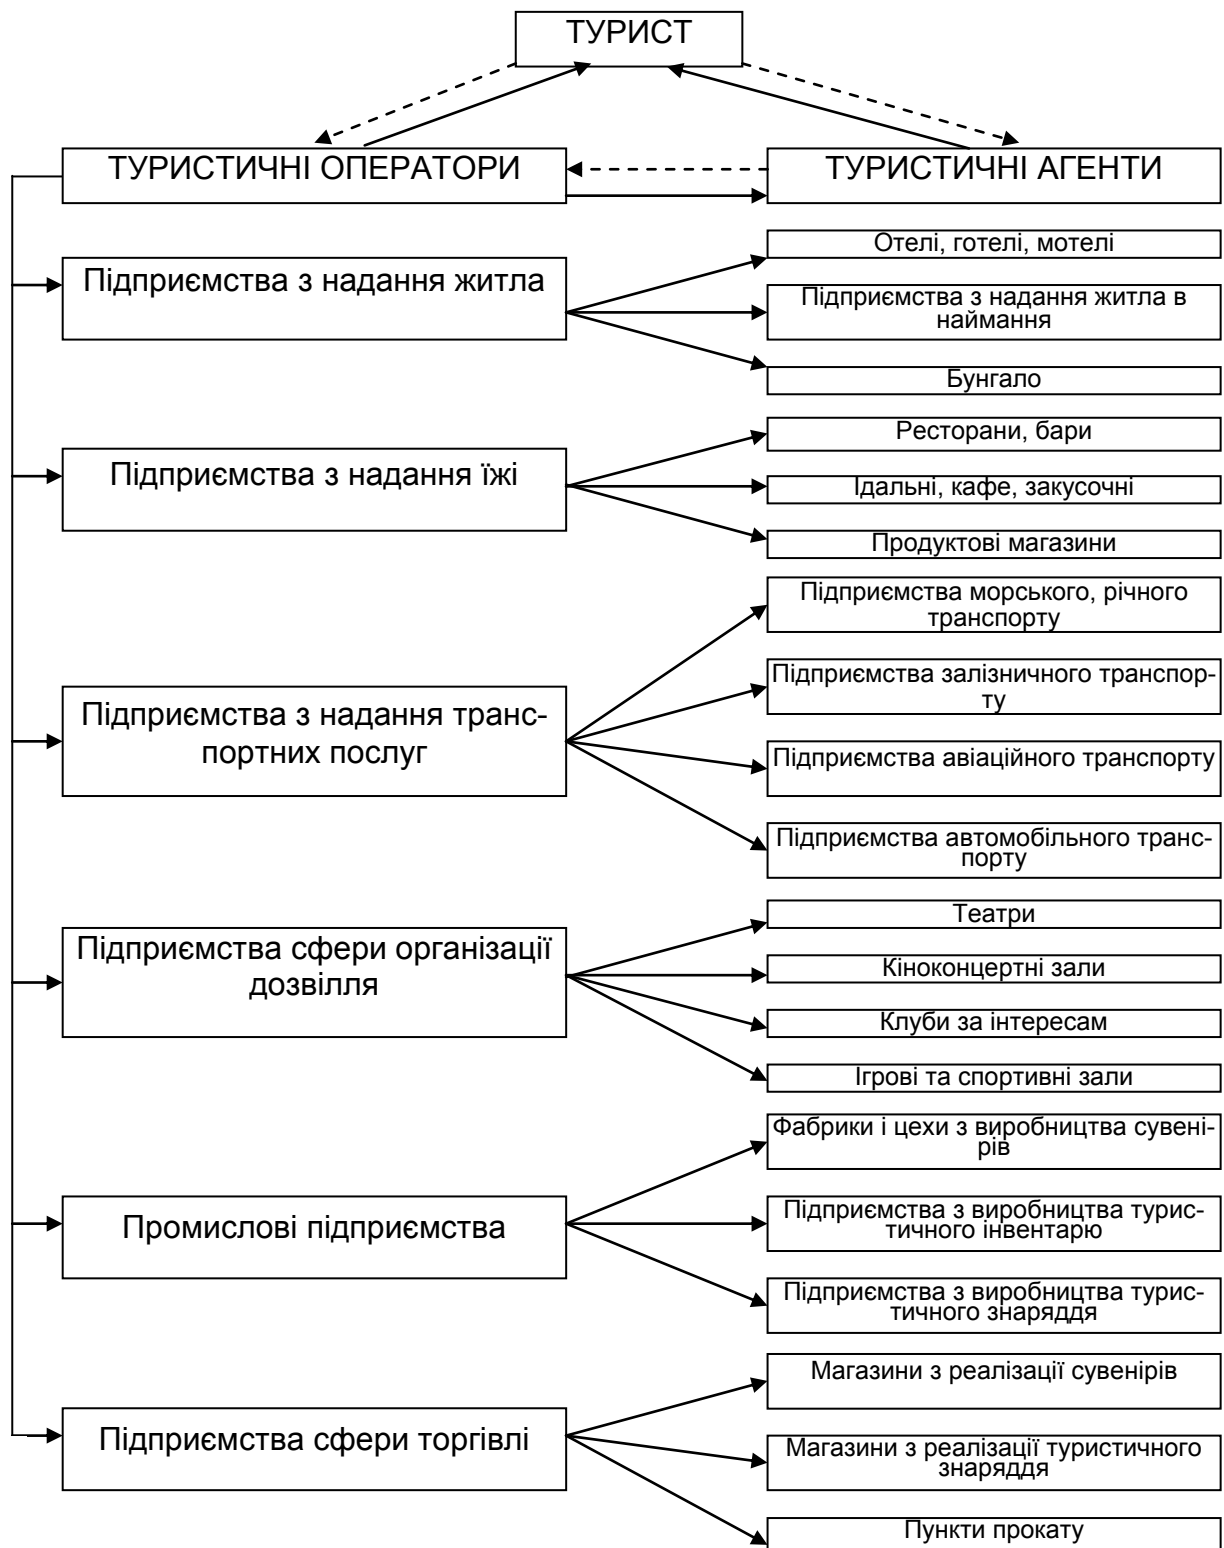 ТУРИСТ
ТУРИСТИЧНІ ОПЕРАТОРИ
ТУРИСТИЧНІ АГЕНТИ
Підприємства з надання житла
Отелі, готелі, мотелі
Підприємства з надання житла в
наймання
Бунгало
Підприємства з надання їжі
Ресторани, бари
Їдальні, кафе, закусочні
Продуктові магазини
Підприємства з надання транс-
портних послуг
Підприємства морського, річного
транспорту
Підприємства залізничного транспор-
ту
Підприємства авіаційного транспорту
Підприємства автомобільного транс-
порту
Підприємства сфери організації
дозвілля
Театри
Кіноконцертні зали
Клуби за інтересам
Ігрові та спортивні зали
Промислові підприємства
Фабрики і цехи з виробництва сувені-
рів
Підприємства з виробництва турис-
тичного інвентарю
Підприємства з виробництва турис-
тичного знаряддя
Підприємства сфери торгівлі
Магазини з реалізації сувенірів
Магазини з реалізації туристичного
знаряддя
Пункти прокату